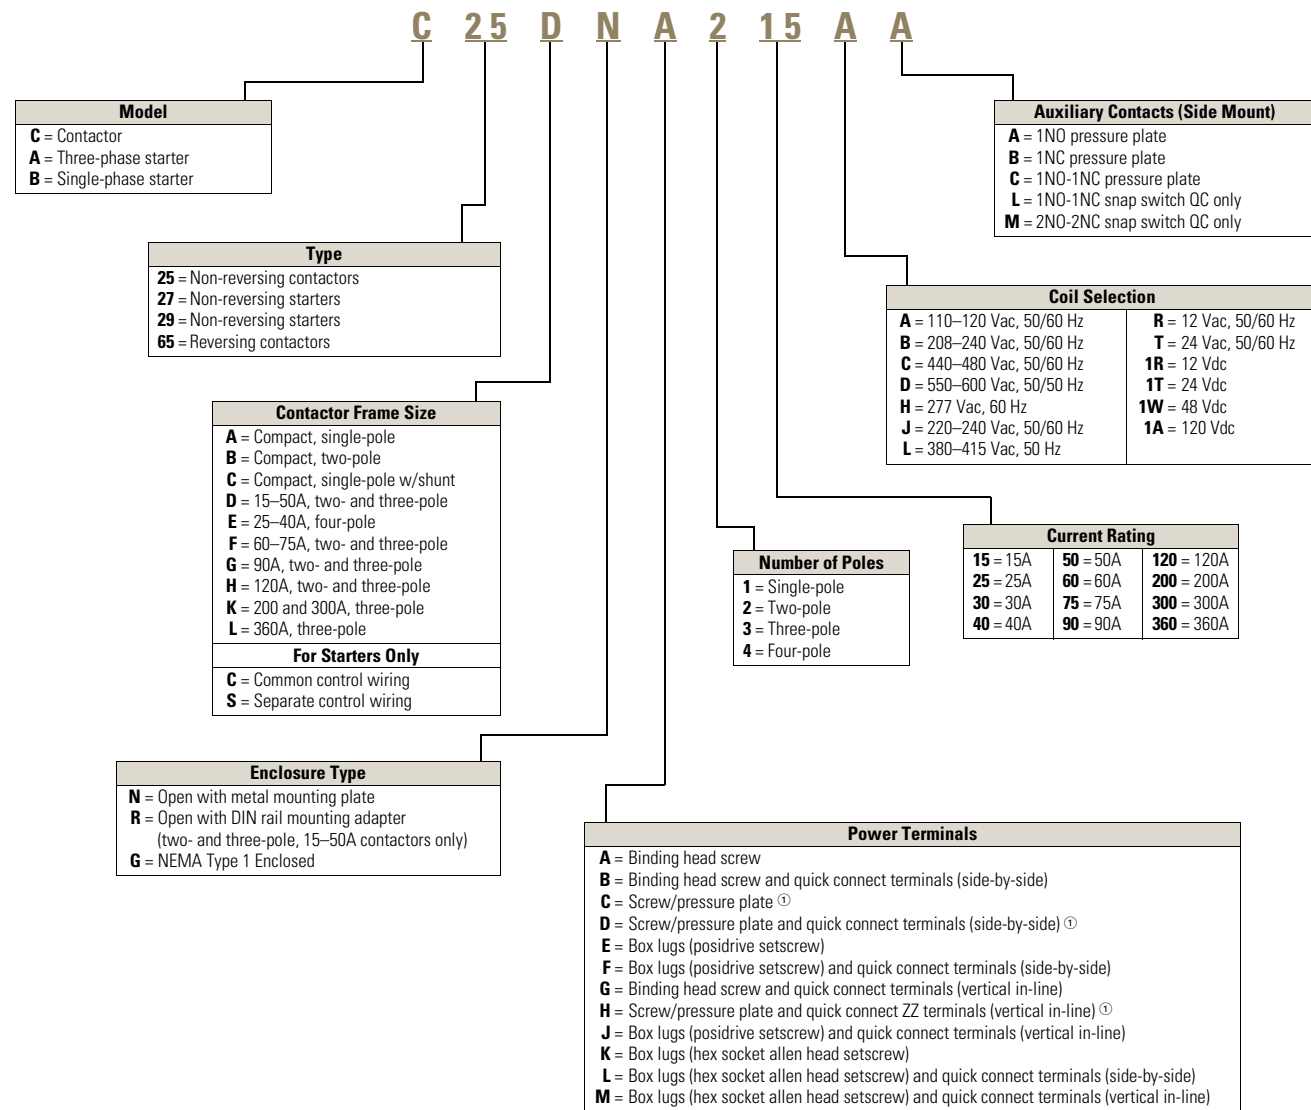 C 25 D N A 2 15 A A
Model
C = Contactor
A = Three-phase starter
B = Single-phase starter
Type
25 = Non-reversing contactors
27 = Non-reversing starters
29 = Non-reversing starters
65 = Reversing contactors
Contactor Frame Size
A = Compact, single-pole
B = Compact, two-pole
C = Compact, single-pole w/shunt
D = 15–50A, two- and three-pole
E = 25–40A, four-pole
F = 60–75A, two- and three-pole
G = 90A, two- and three-pole
H = 120A, two- and three-pole
K = 200 and 300A, three-pole
L = 360A, three-pole
For Starters Only
C = Common control wiring
S = Separate control wiring
Enclosure Type
N = Open with metal mounting plate
R = Open with DIN rail mounting adapter
(two- and three-pole, 15–50A contactors only)
G = NEMA Type 1 Enclosed
Auxiliary Contacts (Side Mount)
A = 1NO pressure plate
B = 1NC pressure plate
C = 1NO-1NC pressure plate
L = 1NO-1NC snap switch QC only
M = 2NO-2NC snap switch QC only
Coil Selection
A = 110–120 Vac, 50/60 Hz
B = 208–240 Vac, 50/60 Hz
C = 440–480 Vac, 50/60 Hz
D = 550–600 Vac, 50/50 Hz
H = 277 Vac, 60 Hz
J = 220–240 Vac, 50/60 Hz
L = 380–415 Vac, 50 Hz
R = 12 Vac, 50/60 Hz
T = 24 Vac, 50/60 Hz
1R = 12 Vdc
1T = 24 Vdc
1W = 48 Vdc
1A = 120 Vdc
Number of Poles
1 = Single-pole
2 = Two-pole
3 = Three-pole
4 = Four-pole
Current Rating
15 = 15A
25 = 25A
30 = 30A
40 = 40A
50 = 50A
60 = 60A
75 = 75A
90 = 90A
120 = 120A
200 = 200A
300 = 300A
360 = 360A
Power Terminals
A = Binding head screw
B = Binding head screw and quick connect terminals (side-by-side)
C = Screw/pressure plate ①
D = Screw/pressure plate and quick connect terminals (side-by-side) ①
E = Box lugs (posidrive setscrew)
F = Box lugs (posidrive setscrew) and quick connect terminals (side-by-side)
G = Binding head screw and quick connect terminals (vertical in-line)
H = Screw/pressure plate and quick connect ZZ terminals (vertical in-line) ①
J = Box lugs (posidrive setscrew) and quick connect terminals (vertical in-line)
K = Box lugs (hex socket allen head setscrew)
L = Box lugs (hex socket allen head setscrew) and quick connect terminals (side-by-side)
M = Box lugs (hex socket allen head setscrew) and quick connect terminals (vertical in-line)